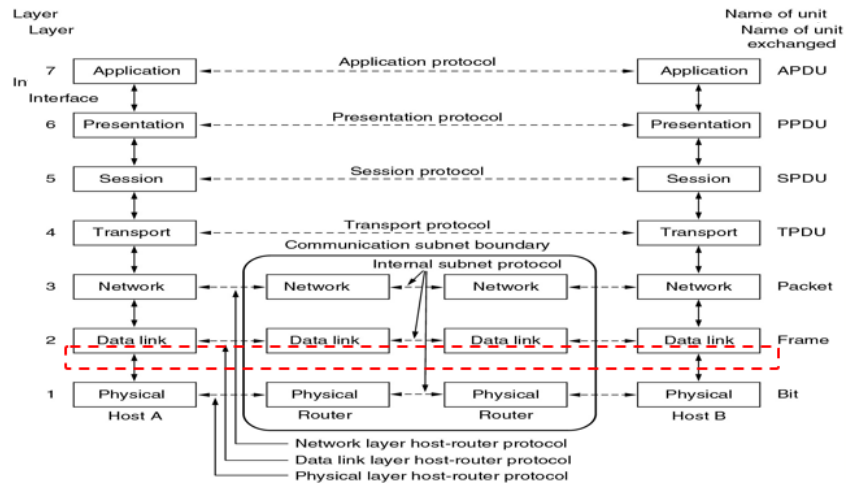 Layer Name of unit
Layer Name of unit
exchanged
Application protocol
7 Application Application APDU
In
Interface
Presentation protocol
6 Presentation Presentation PPDU
Session protocol
5 Session Session SPDU
Transport protocol
4 Transport Transport TPDU
Communication subnet boundary
Internal subnet protocol
3 Network Network Network Network Packet
2 Data link Data link Data link Data link Frame
1 Physical Physical Physical Physical Bit
Host A Router Router Host B
Network layer host-router protocol
Data link layer host-router protocol
Physical layer host-router protocol